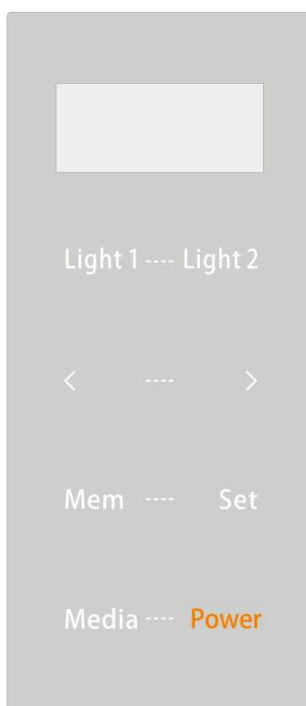 Light 1 ---- Light 2
< ---- >
Mem ---- Set
Media ---- Power